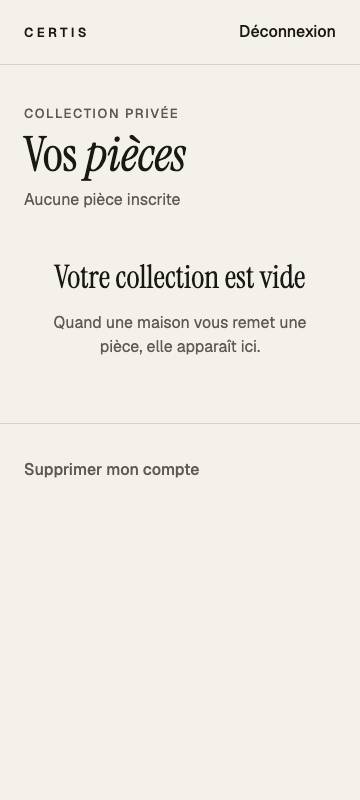 CERTIS
Déconnexion
COLLECTION PRIVÉE
Vos pièces
Aucune pièce inscrite
Votre collection est vide
Quand une maison vous remet une
pièce, elle apparaît ici.
Supprimer mon compte